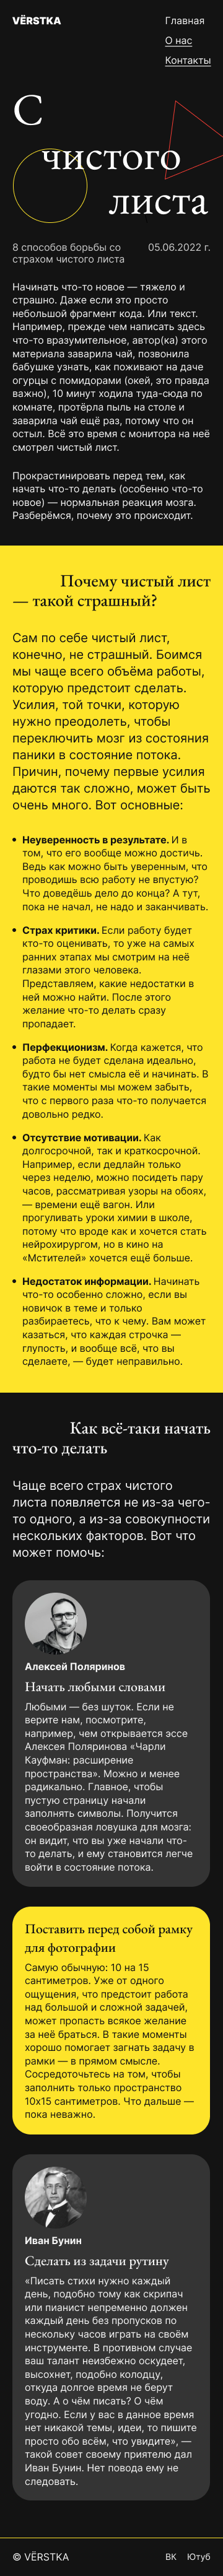 VЁRSTKA
Главная
О нас
Контакты
С
чистого
листа
8 способов борьбы со
страхом чистого листа
05.06.2022 г.
Начинать что-то новое — тяжело и
страшно. Даже если это просто
небольшой фрагмент кода. Или текст.
Например, прежде чем написать здесь
что-то вразумительное, автор(ка) этого
материала заварила чай, позвонила
бабушке узнать, как поживают на даче
огурцы с помидорами (окей, это правда
важно), 10 минут ходила туда-сюда по
комнате, протёрла пыль на столе и
заварила чай ещё раз, потому что он
остыл. Всё это время с монитора на неё
смотрел чистый лист.
Прокрастинировать перед тем, как
начать что-то делать (особенно что-то
новое) — нормальная реакция мозга.
Разберёмся, почему это происходит.
Почему чистый лист
— такой страшный?
Сам по себе чистый лист,
конечно, не страшный. Боимся
мы чаще всего объёма работы,
которую предстоит сделать.
Усилия, той точки, которую
нужно преодолеть, чтобы
переключить мозг из состояния
паники в состояние потока.
Причин, почему первые усилия
даются так сложно, может быть
очень много. Вот основные:
Неуверенность в результате. И в
том, что его вообще можно достичь.
Ведь как можно быть уверенным, что
проводишь всю работу не впустую?
Что доведёшь дело до конца? А тут,
пока не начал, не надо и заканчивать.
Страх критики. Если работу будет
кто-то оценивать, то уже на самых
ранних этапах мы смотрим на неё
глазами этого человека.
Представляем, какие недостатки в
ней можно найти. После этого
желание что-то делать сразу
пропадает.
Перфекционизм. Когда кажется, что
работа не будет сделана идеально,
будто бы нет смысла её и начинать. В
такие моменты мы можем забыть,
что с первого раза что-то получается
довольно редко.
Отсутствие мотивации. Как
долгосрочной, так и краткосрочной.
Например, если дедлайн только
через неделю, можно посидеть пару
часов, рассматривая узоры на обоях,
— времени ещё вагон. Или
прогуливать уроки химии в школе,
потому что вроде как и хочется стать
нейрохирургом, но в кино на
«Мстителей» хочется ещё больше.
Недостаток информации. Начинать
что-то особенно сложно, если вы
новичок в теме и только
разбираетесь, что к чему. Вам может
казаться, что каждая строчка —
глупость, и вообще всё, что вы
сделаете, — будет неправильно.
Как всё-таки начать
что-то делать
Чаще всего страх чистого
листа появляется не из-за чего-
то одного, а из-за совокупности
нескольких факторов. Вот что
может помочь:
Алексей Поляринов
Начать любыми словами
Любыми — без шуток. Если не
верите нам, посмотрите,
например, чем открывается эссе
Алексея Поляринова «Чарли
Кауфман: расширение
пространства». Можно и менее
радикально. Главное, чтобы
пустую страницу начали
заполнять символы. Получится
своеобразная ловушка для мозга:
он видит, что вы уже начали что-
то делать, и ему становится легче
войти в состояние потока.
Поставить перед собой рамку
для фотографии
Самую обычную: 10 на 15
сантиметров. Уже от одного
ощущения, что предстоит работа
над большой и сложной задачей,
может пропасть всякое желание
за неё браться. В такие моменты
хорошо помогает загнать задачу в
рамки — в прямом смысле.
Сосредоточьтесь на том, чтобы
заполнить только пространство
10х15 сантиметров. Что дальше —
пока неважно.
Иван Бунин
Сделать из задачи рутину
«Писать стихи нужно каждый
день, подобно тому как скрипач
или пианист непременно должен
каждый день без пропусков по
нескольку часов играть на своём
инструменте. В противном случае
ваш талант неизбежно оскудеет,
высохнет, подобно колодцу,
откуда долгое время не берут
воду. А о чём писать? О чём
угодно. Если у вас в данное время
нет никакой темы, идеи, то пишите
просто обо всём, что увидите», —
такой совет своему приятелю дал
Иван Бунин. Нет повода ему не
следовать.
© VЁRSTKA
ВК
Ютуб